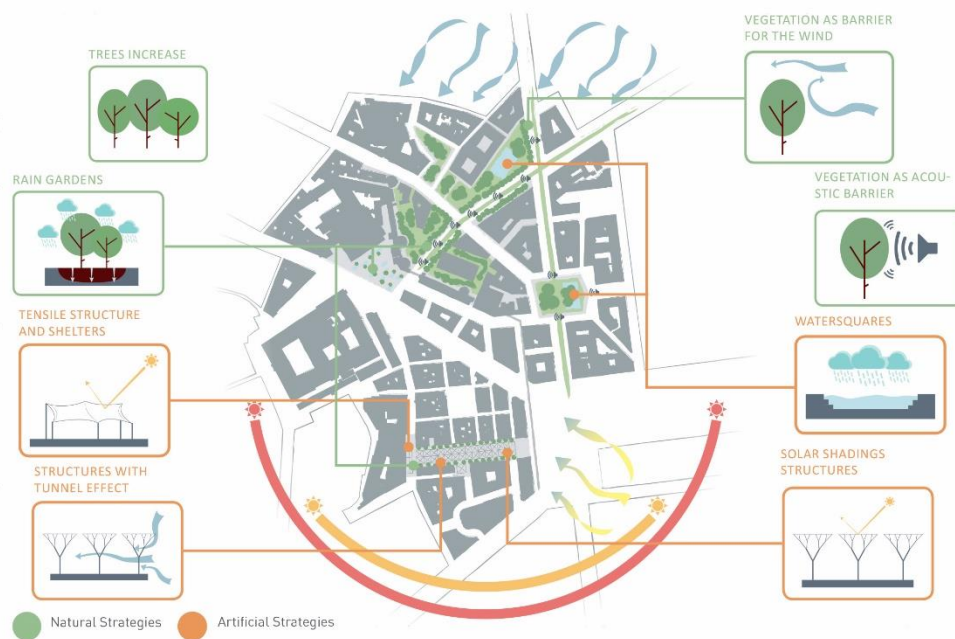 TREES INCREASE
RAIN GARDENS
TENSILE STRUCTURE
AND SHELTERS
STRUCTURES WITH
TUNNEL EFFECT
VEGETATION AS BARRIER
FOR THE WIND
VEGETATION AS ACOU-
STIC BARRIER
WATERSQUARES
SOLAR SHADINGS
STRUCTURES
Natural Strategies
Artificial Strategies